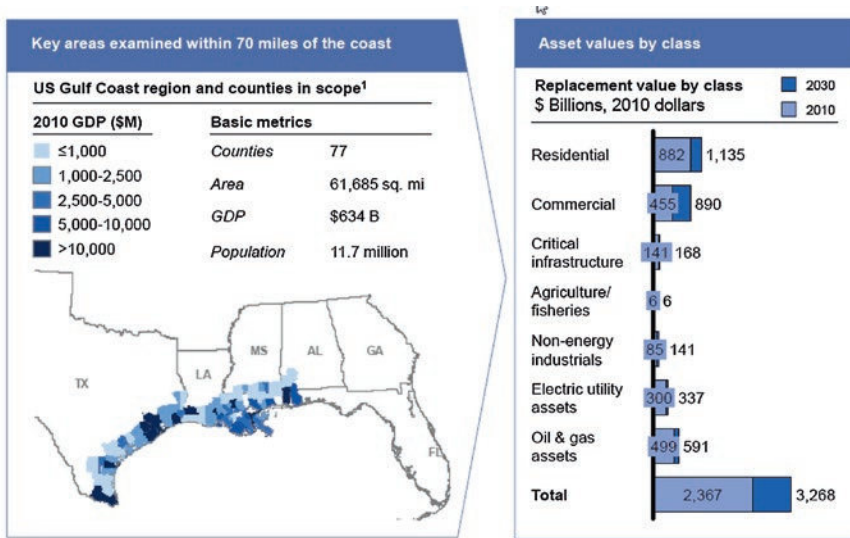 Key areas examined within 70 miles of the coast
US Gulf Coast region and counties in scope¹
2010 GDP ($M)
≤1,000
1,000-2,500
2,500-5,000
5,000-10,000
>10,000
Basic metrics
Counties 77
Area 61,685 sq. mi
GDP $634 B
Population 11.7 million
TX
LA
MS
AL
GA
FL
Asset values by class
Replacement value by class
$ Billions, 2010 dollars
2030
2010
Residential 882 1,135
Commercial 455 890
Critical
infrastructure 141 168
Agriculture/
fisheries 6 6
Non-energy
industrials 85 141
Electric utility
assets 300 337
Oil & gas
assets 499 591
Total 2,367 3,268